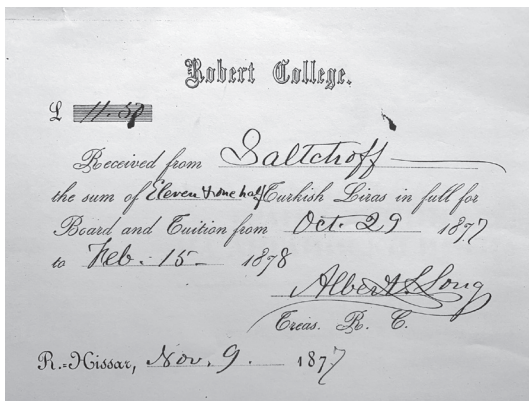 Robert College.
£ 11.50
Received from Saltchoff
the sum of Eleven & one half Turkish Liras in full for
Board and Tuition from Oct. 29 1877
to Feb. 15 1878
Albert L Long
Treas. R. C.
R.=Hissar, Nov. 9. 1877